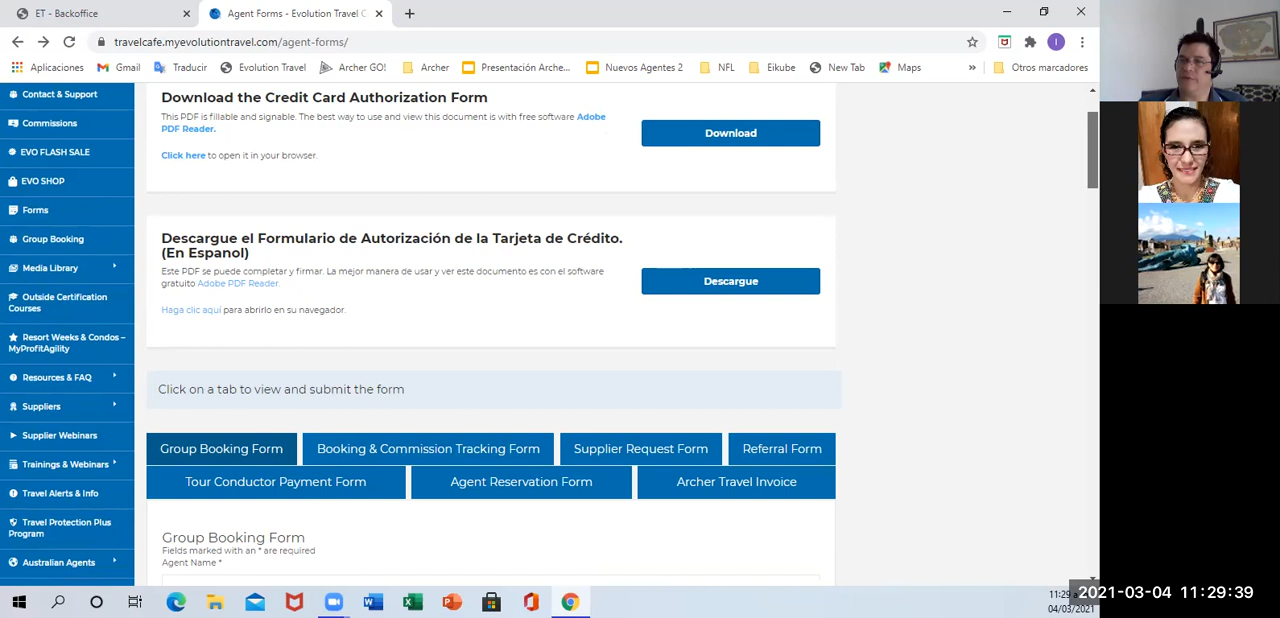 ET - Backoffice
Agent Forms - Evolution Travel C
travelcafe.myevolutiontravel.com/agent-forms/
I
Aplicaciones
Gmail
Traducir
Evolution Travel
Archer GO!
Archer
Presentación Arche...
Nuevos Agentes 2
NFL
Eikube
New Tab
Maps
»
Otros marcadores
Contact & Support
Commissions
EVO FLASH SALE
EVO SHOP
Forms
Group Booking
Media Library
Outside Certification
Courses
Resort Weeks & Condos –
MyProfitAgility
Resources & FAQ
Suppliers
Supplier Webinars
Trainings & Webinars
Travel Alerts & Info
Travel Protection Plus
Program
Australian Agents
Download the Credit Card Authorization Form
This PDF is fillable and signable. The best way to use and view this document is with free software Adobe
PDF Reader.
Click here to open it in your browser.
Download
Descargue el Formulario de Autorización de la Tarjeta de Crédito.
(En Espanol)
Este PDF se puede completar y firmar. La mejor manera de usar y ver este documento es con el software
gratuito Adobe PDF Reader.
Haga clic aquí para abrirlo en su navegador.
Descargue
Click on a tab to view and submit the form
Group Booking Form
Booking & Commission Tracking Form
Supplier Request Form
Referral Form
Tour Conductor Payment Form
Agent Reservation Form
Archer Travel Invoice
Group Booking Form
Fields marked with an * are required
Agent Name *
11:29 a
04/03/2021
2021-03-04 11:29:39